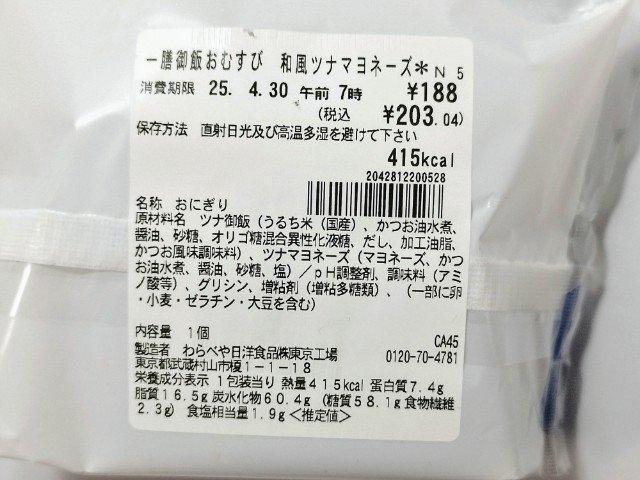 一膳御飯おむすび 和風ツナマヨネーズ＊N 5
消費期限 25. 4.30 午前 7時 ¥188
(税込 ¥203.04)
保存方法 直射日光及び高温多湿を避けて下さい
415kcal
2042812200528
名称 おにぎり
原材料名 ツナ御飯（うるち米（国産）、かつお油水煮、
醤油、砂糖、オリゴ糖混合異性化液糖、だし、加工油脂、
かつお風味調味料）、ツナマヨネーズ（マヨネーズ、かつ
お油水煮、醤油、砂糖、塩）／pH調整剤、調味料（アミ
ノ酸等）、グリシン、増粘剤（増粘多糖類）、（一部に卵
・小麦・ゼラチン・大豆を含む）
内容量 1個 CA45
製造者 わらべや日洋食品㈱東京工場 0120-70-4781
東京都武蔵村山市榎1-1-18
栄養成分表示 1包装当り 熱量415kcal 蛋白質7.4g
脂質16.5g 炭水化物60.4g（糖質58.1g 食物繊維
2.3g） 食塩相当量1.9g＜推定値＞